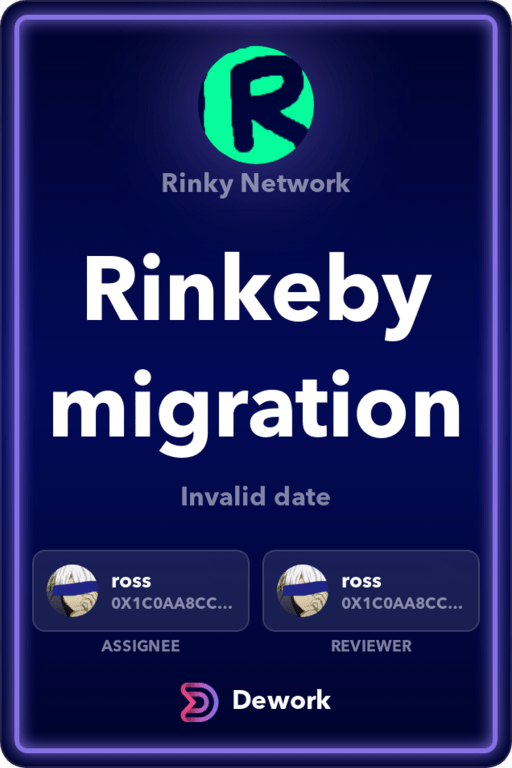 R
Rinky Network
Rinkeby
migration
Invalid date
ross
0X1C0AA8CC...
ross
0X1C0AA8CC...
ASSIGNEE
REVIEWER
Dework